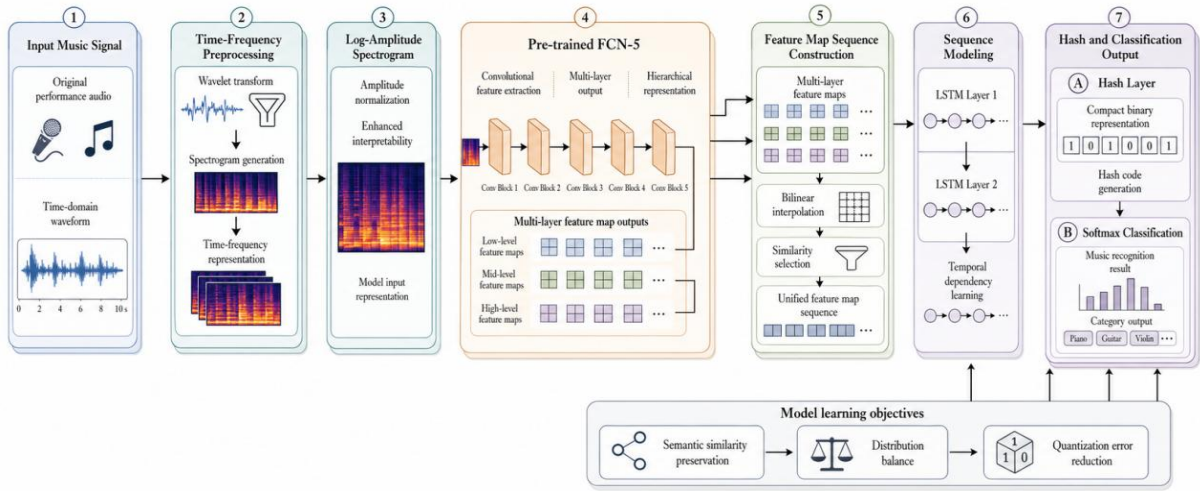 1
Input Music Signal
Original
performance audio
Time-domain
waveform
0 2 4 6 8 10 s
2
Time-Frequency
Preprocessing
Wavelet transform
Spectrogram generation
Time-frequency
representation
3
Log-Amplitude
Spectrogram
Amplitude
normalization
Enhanced
interpretability
Model input
representation
4
Pre-trained FCN-5
Convolutional
feature extraction
Multi-layer
output
Hierarchical
representation
Conv Block 1 Conv Block 2 Conv Block 3 Conv Block 4 Conv Block 5
Multi-layer feature map outputs
Low-level
feature maps
...
Mid-level
feature maps
...
High-level
feature maps
...
5
Feature Map Sequence
Construction
Multi-layer
feature maps
...
...
...
Bilinear
interpolation
Similarity
selection
Unified feature map
sequence
...
6
Sequence
Modeling
LSTM Layer 1
...
LSTM Layer 2
...
Temporal
dependency
learning
...
7
Hash and Classification
Output
A Hash Layer
Compact binary
representation
1 0 1 0 0 1
Hash code
generation
B Softmax Classification
Music recognition
result
Category output
Piano Guitar Violin ...
Model learning objectives
Semantic similarity
preservation
Distribution
balance
1
1 0
Quantization error
reduction